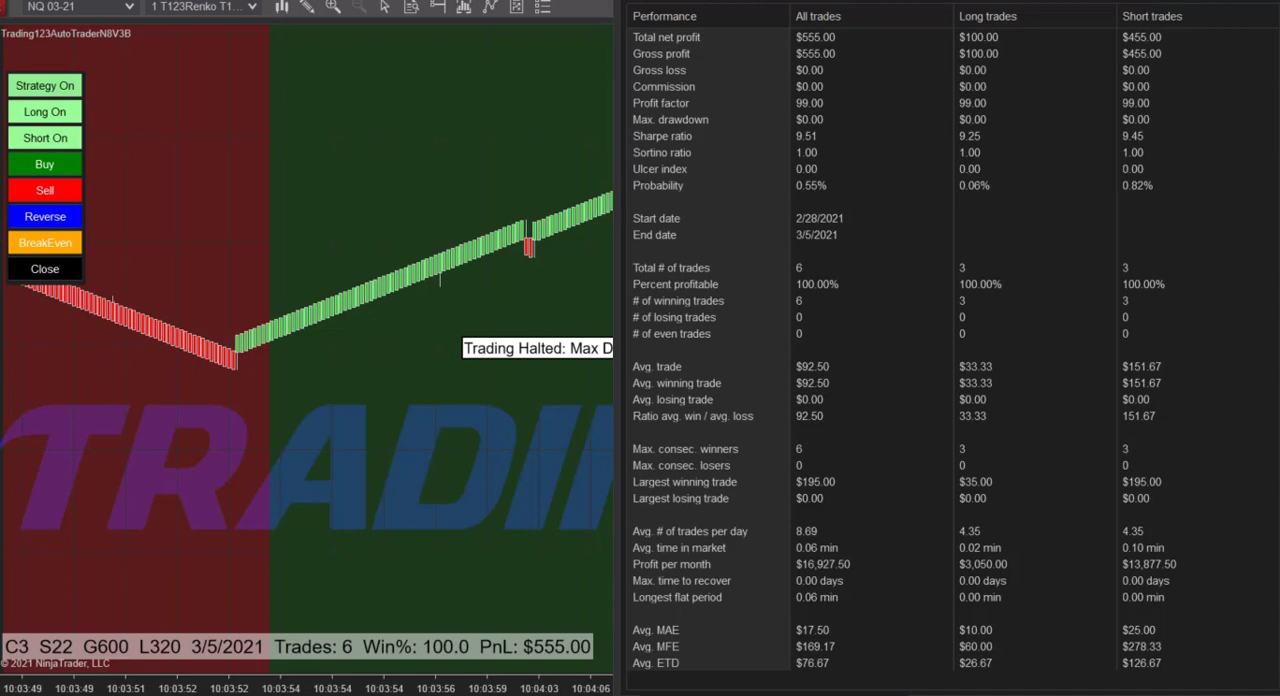 NQ 03-21 1 T123Renko T1...
Trading123AutoTraderN8V3B
Strategy On
Long On
Short On
Buy
Sell
Reverse
BreakEven
Close
Trading Halted: Max D
TRADIN
C3 S22 G600 L320 3/5/2021 Trades: 6 Win%: 100.0 PnL: $555.00
© 2021 NinjaTrader, LLC
10:03:49 10:03:51 10:03:52 10:03:52 10:03:54 10:03:54 10:03:54 10:03:56 10:03:59 10:04:03 10:04:06
Performance All trades Long trades Short trades
Total net profit $555.00 $100.00 $455.00
Gross profit $555.00 $100.00 $455.00
Gross loss $0.00 $0.00 $0.00
Commission $0.00 $0.00 $0.00
Profit factor 99.00 99.00 99.00
Max. drawdown $0.00 $0.00 $0.00
Sharpe ratio 9.51 9.25 9.45
Sortino ratio 1.00 1.00 1.00
Ulcer index 0.00 0.00 0.00
Probability 0.55% 0.06% 0.82%
Start date 2/28/2021
End date 3/5/2021
Total # of trades 6 3 3
Percent profitable 100.00% 100.00% 100.00%
# of winning trades 6 3 3
# of losing trades 0 0 0
# of even trades 0 0 0
Avg. trade $92.50 $33.33 $151.67
Avg. winning trade $92.50 $33.33 $151.67
Avg. losing trade $0.00 $0.00 $0.00
Ratio avg. win / avg. loss 92.50 33.33 151.67
Max. consec. winners 6 3 3
Max. consec. losers 0 0 0
Largest winning trade $195.00 $35.00 $195.00
Largest losing trade $0.00 $0.00 $0.00
Avg. # of trades per day 8.69 4.35 4.35
Avg. time in market 0.06 min 0.02 min 0.10 min
Profit per month $16,927.50 $3,050.00 $13,877.50
Max. time to recover 0.00 days 0.00 days 0.00 days
Longest flat period 0.06 min 0.00 min 0.00 min
Avg. MAE $17.50 $10.00 $25.00
Avg. MFE $169.17 $60.00 $278.33
Avg. ETD $76.67 $26.67 $126.67